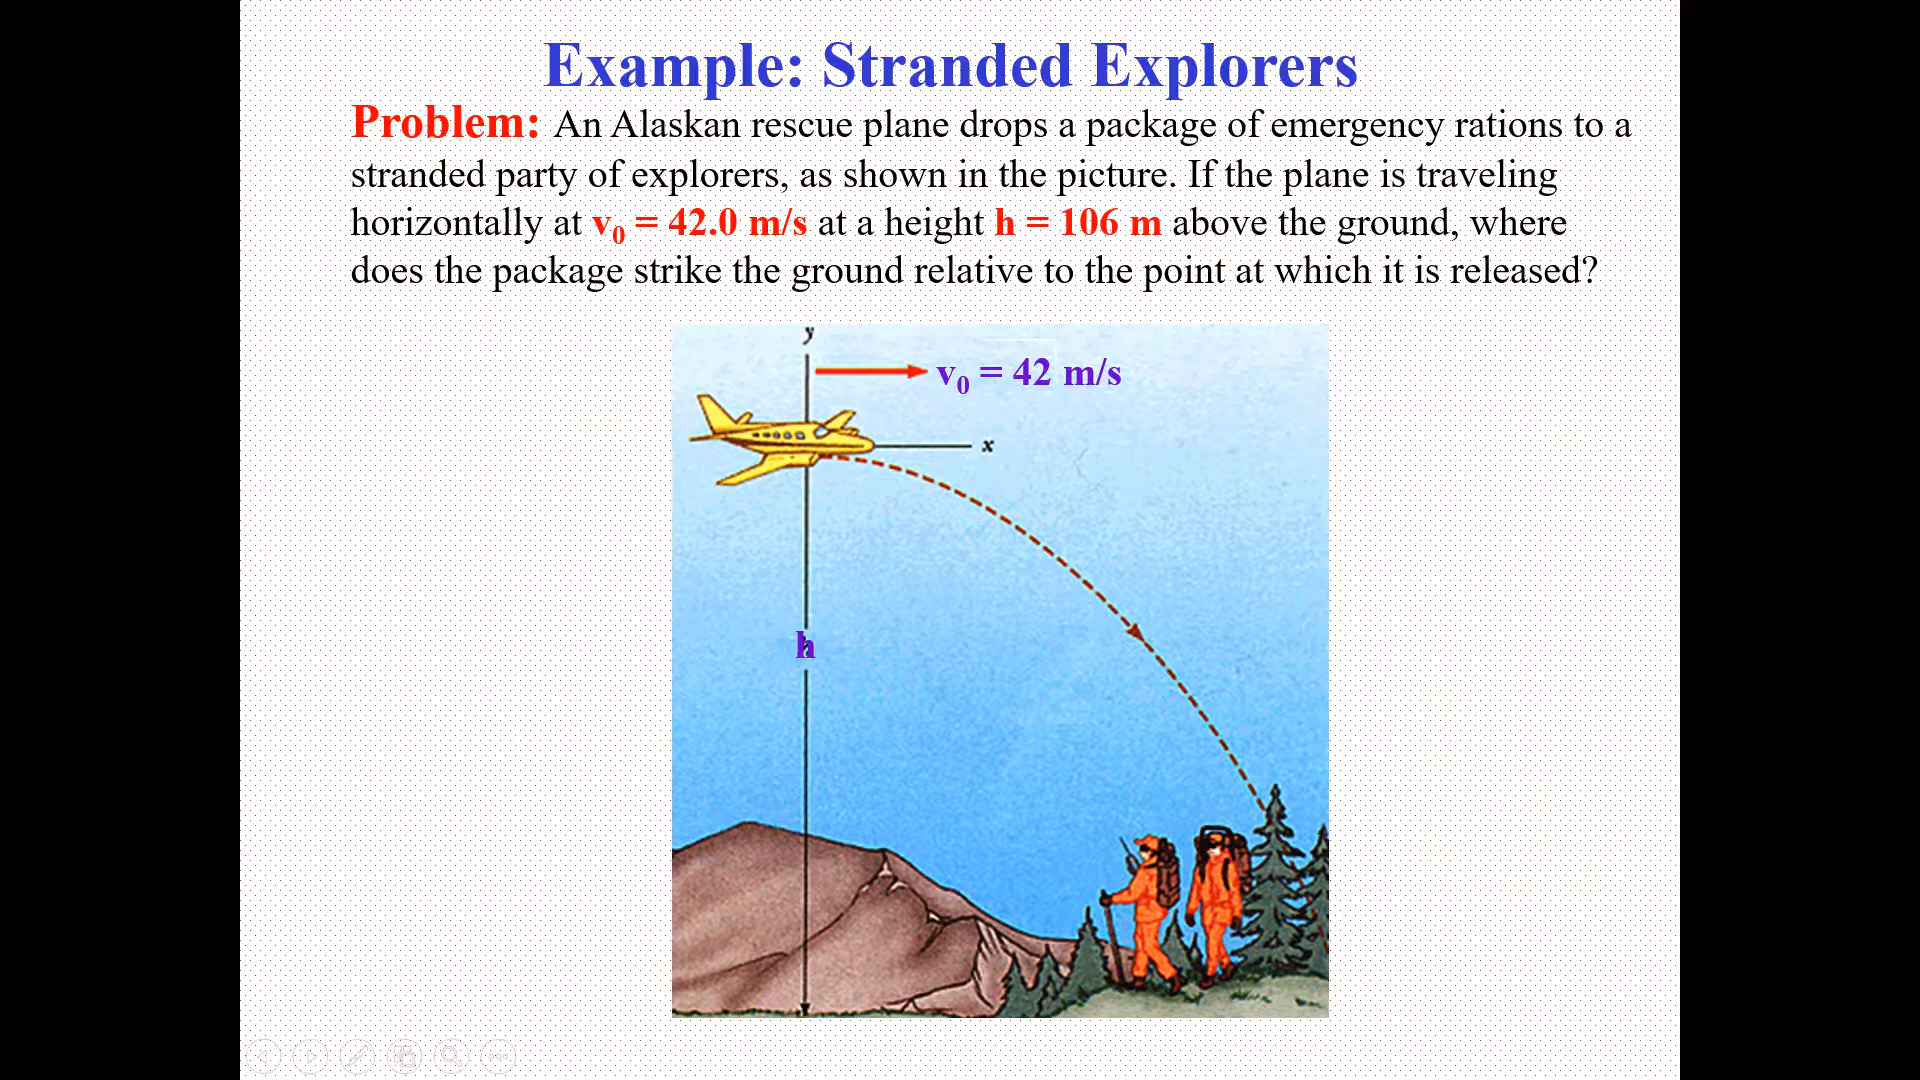 Example: Stranded Explorers
Problem: An Alaskan rescue plane drops a package of emergency rations to a
stranded party of explorers, as shown in the picture. If the plane is traveling
horizontally at v₀ = 42.0 m/s at a height h = 106 m above the ground, where
does the package strike the ground relative to the point at which it is released?
y
v₀ = 42 m/s
x
h